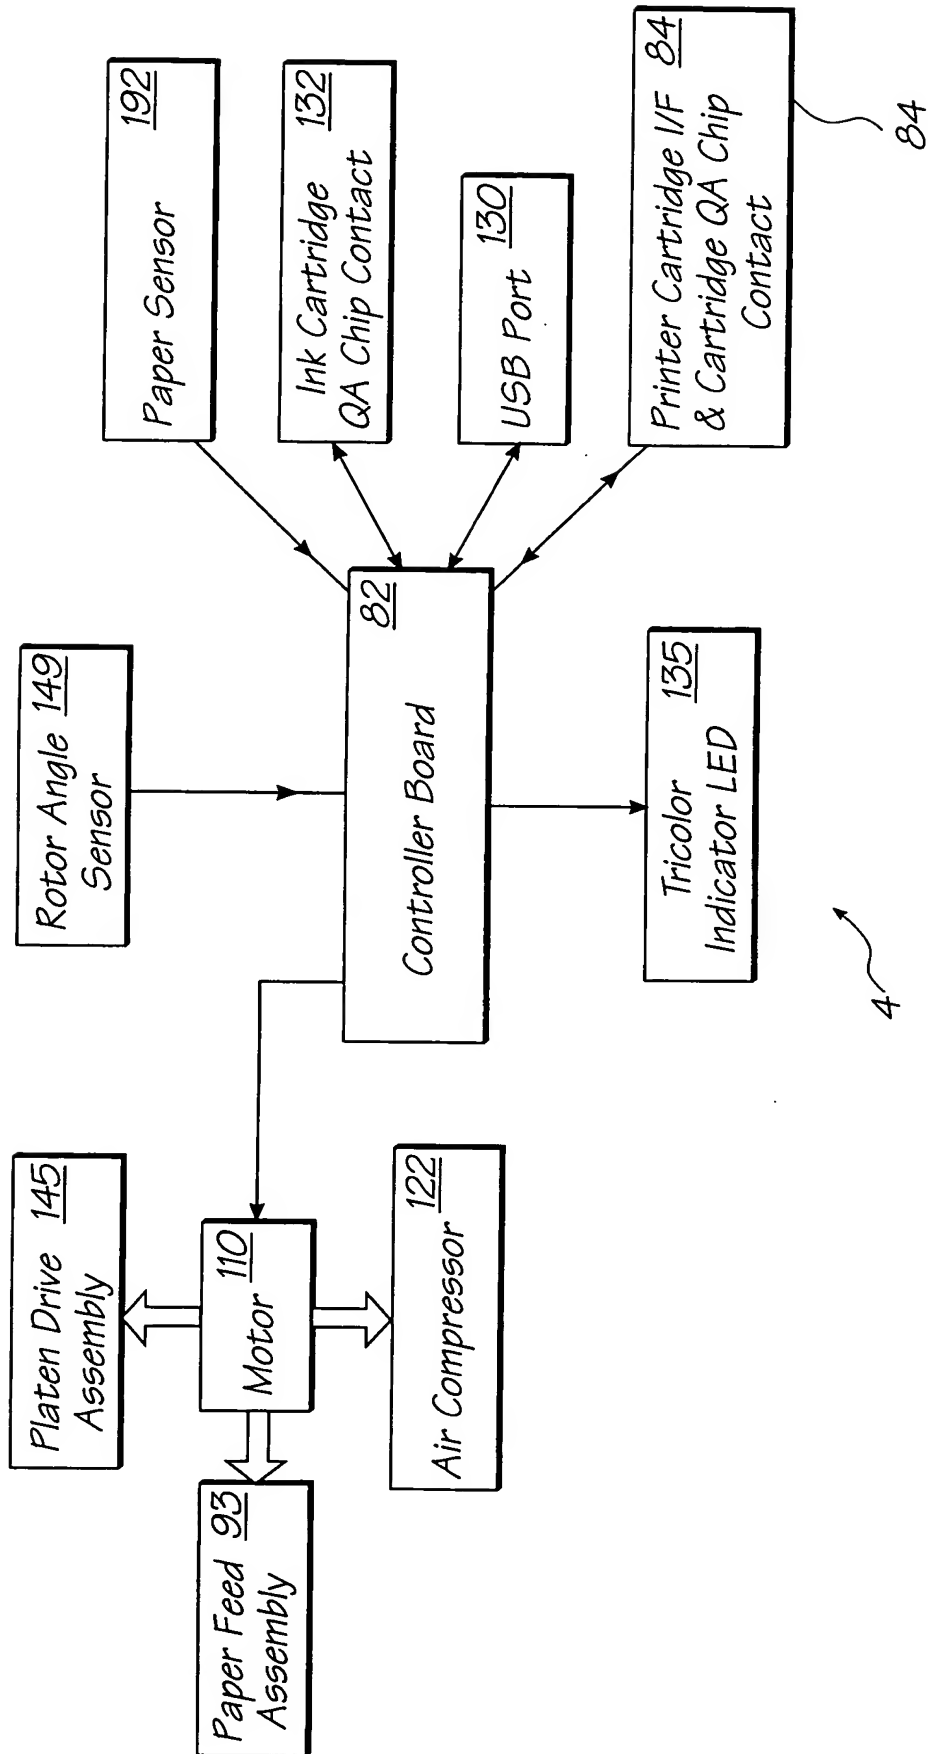 Paper Feed 93
Assembly
Platen Drive 145
Assembly
Motor 110
Air Compressor 122
Rotor Angle 149
Sensor
Controller Board 82
Tricolor 135
Indicator LED
Paper Sensor 192
Ink Cartridge 132
QA Chip Contact
USB Port 130
Printer Cartridge I/F 84
& Cartridge QA Chip
Contact
84
4